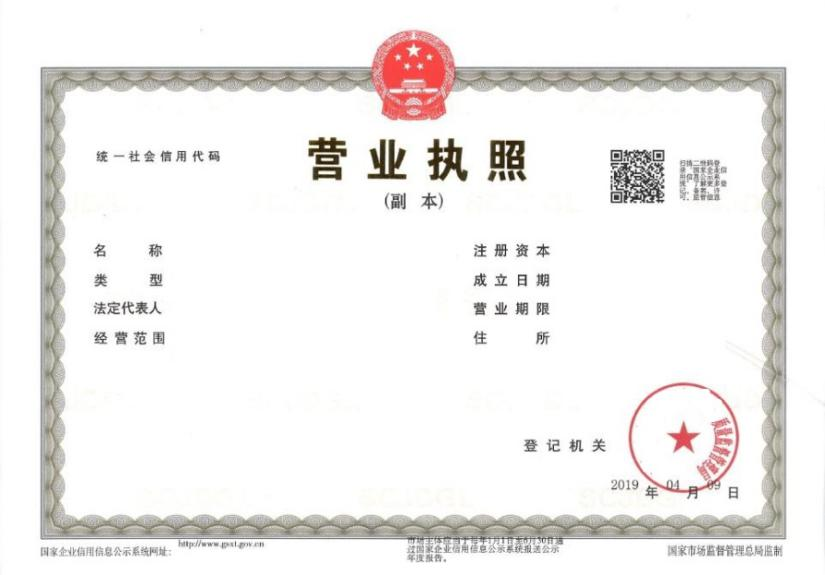 统一社会信用代码
营业执照
(副 本)
扫描二维码登
录“国家企业信
用信息公示系
统”了解更多登
记、备案、许
可、监管信息
名 称
类 型
法定代表人
经营范围
注册资本
成立日期
营业期限
住 所
登记机关
2019 年 04 月 09 日
国家企业信用信息公示系统网址:
http://www.gsxt.gov.cn
市场主体应当于每年1月1日至6月30日通
过国家企业信用信息公示系统报送公示
年度报告。
国家市场监督管理总局监制